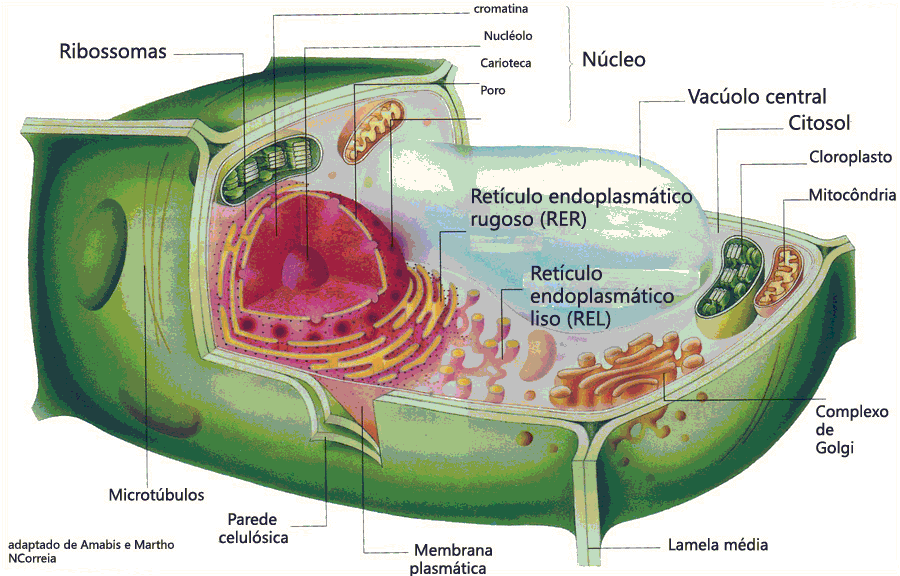 cromatina
Nucléolo
Carioteca
Poro
Núcleo
Ribossomas
Vacúolo central
Citosol
Cloroplasto
Mitocôndria
Retículo endoplasmático
rugoso (RER)
Retículo
endoplasmático
liso (REL)
Complexo
de
Golgi
Microtúbulos
Parede
celulósica
Membrana
plasmática
Lamela média
adaptado de Amabis e Martho
NCorreia